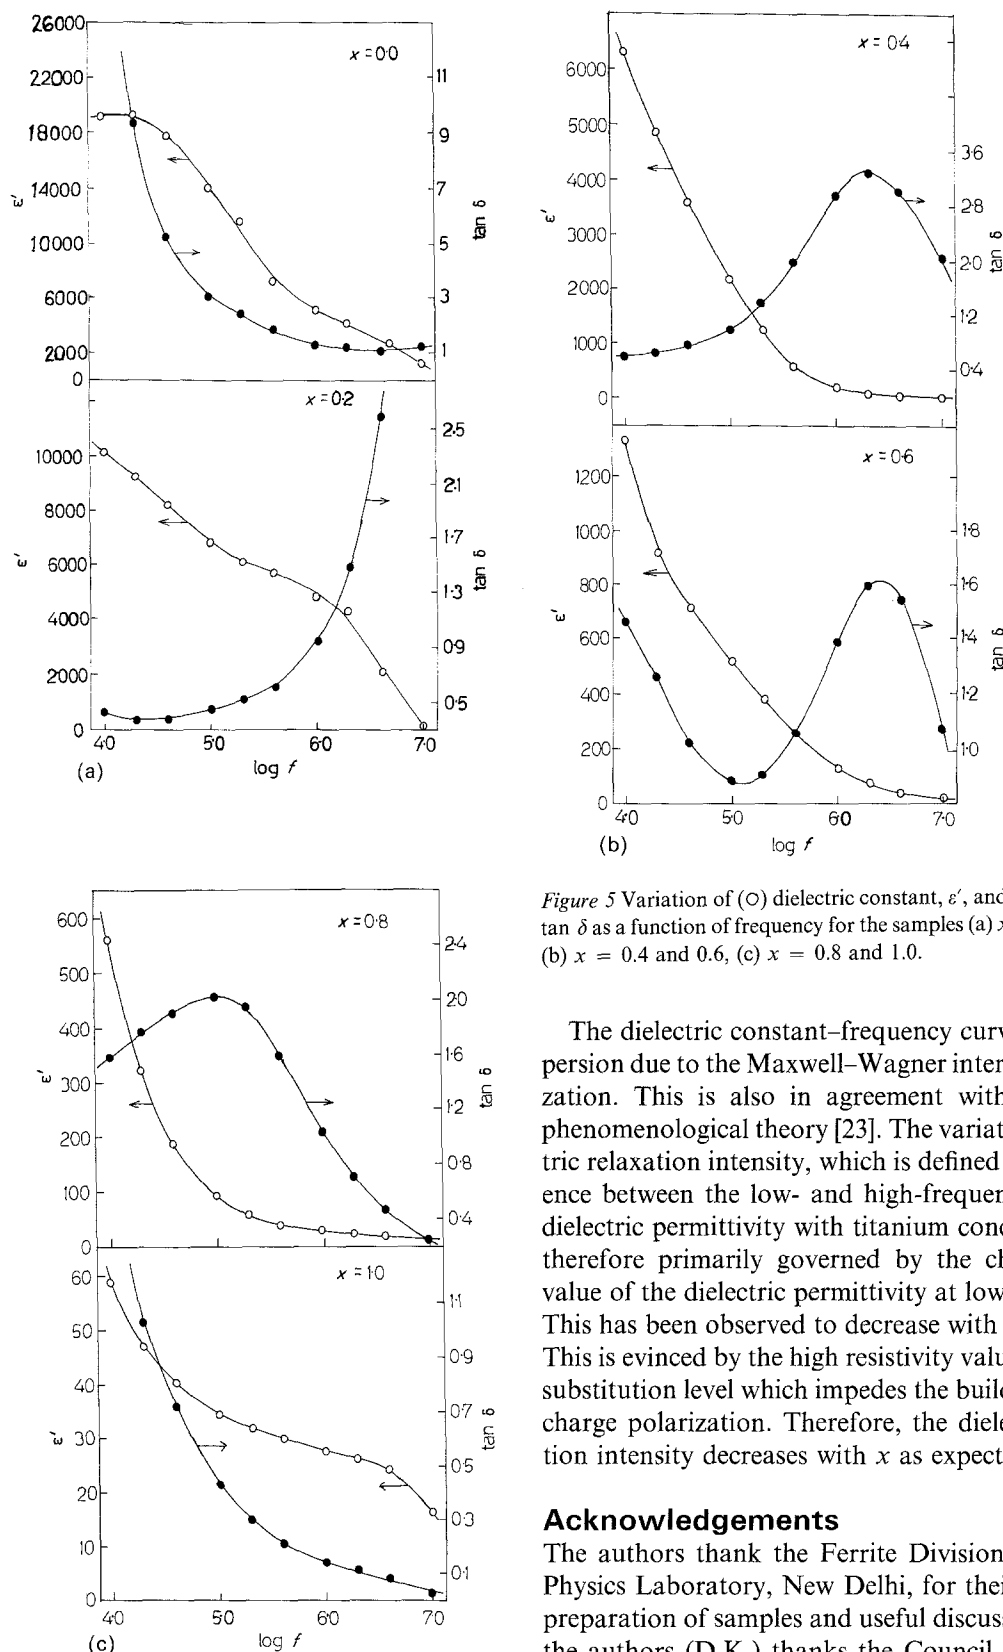 26000
22000
18000
14000
10000
6000
2000
0
ε′
x = 0·0
11
9
7
5
3
1
tan δ
10000
8000
6000
4000
2000
0
ε′
x = 0·2
2·5
2·1
1·7
1·3
0·9
0·5
tan δ
4·0 5·0 6·0 7·0
(a) log f
6000
5000
4000
3000
2000
1000
0
ε′
x = 0·4
3·6
2·8
2·0
1·2
0·4
tan δ
1200
1000
800
600
400
200
0
ε′
x = 0·6
1·8
1·6
1·4
1·2
1·0
tan δ
4·0 5·0 6·0 7·0
(b) log f
600
500
400
300
200
100
0
ε′
x = 0·8
2·4
2·0
1·6
1·2
0·8
0·4
tan δ
60
50
40
30
20
10
0
ε′
x = 1·0
1·1
0·9
0·7
0·5
0·3
0·1
tan δ
4·0 5·0 6·0 7·0
(c) log f
Figure 5 Variation of (○) dielectric constant, ε′, and
tan δ as a function of frequency for the samples (a) x
(b) x = 0.4 and 0.6, (c) x = 0.8 and 1.0.
The dielectric constant–frequency curv
persion due to the Maxwell–Wagner inter
zation. This is also in agreement with
phenomenological theory [23]. The variat
tric relaxation intensity, which is defined
ence between the low- and high-frequen
dielectric permittivity with titanium conc
therefore primarily governed by the ch
value of the dielectric permittivity at low
This has been observed to decrease with
This is evinced by the high resistivity valu
substitution level which impedes the build
charge polarization. Therefore, the diele
tion intensity decreases with x as expect
Acknowledgements
The authors thank the Ferrite Division
Physics Laboratory, New Delhi, for thei
preparation of samples and useful discuss
the authors (D.K.) thanks the Council